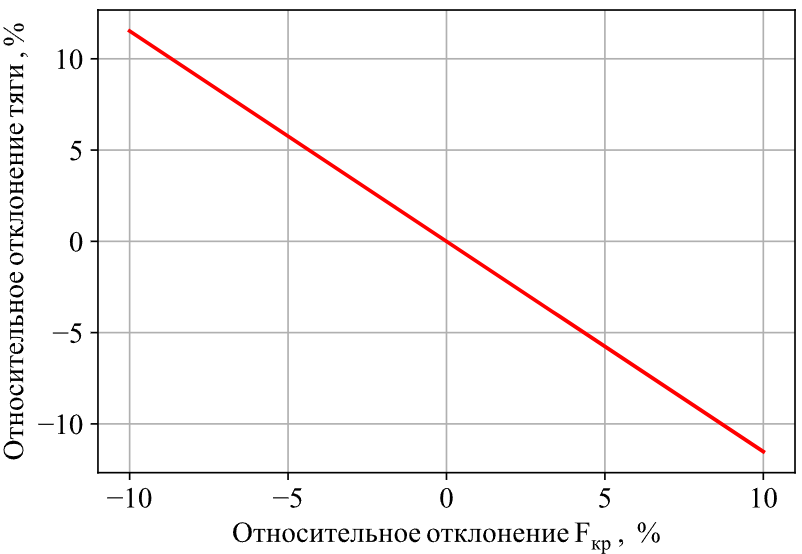 Относительное отклонение тяги , %
10
5
0
−5
−10
−10 −5 0 5 10
Относительное отклонение Fкр , %